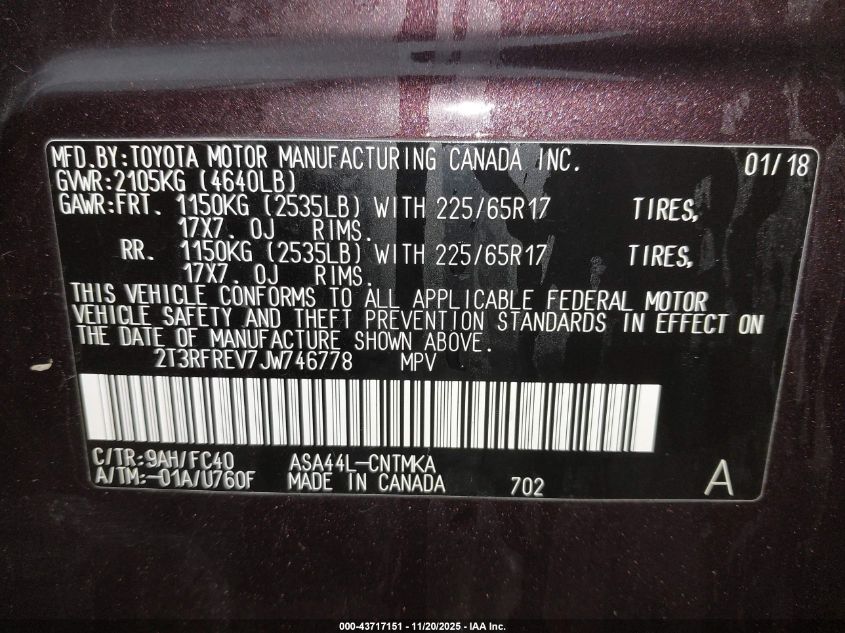 MFD.BY:TOYOTA MOTOR MANUFACTURING CANADA INC. 01/18
GVWR:2105KG (4640LB)
GAWR:FRT. 1150KG (2535LB) WITH 225/65R17 TIRES,
17X7. 0J RIMS.
RR. 1150KG (2535LB) WITH 225/65R17 TIRES,
17X7. 0J RIMS.
THIS VEHICLE CONFORMS TO ALL APPLICABLE FEDERAL MOTOR
VEHICLE SAFETY AND THEFT PREVENTION STANDARDS IN EFFECT ON
THE DATE OF MANUFACTURE SHOWN ABOVE.
2T3RFREV7JW746778 MPV
C/TR:9AH/FC40 ASA44L-CNTMKA
A/TM:-01A/U760F MADE IN CANADA 702 A
000-43717151 - 11/20/2025 - IAA Inc.